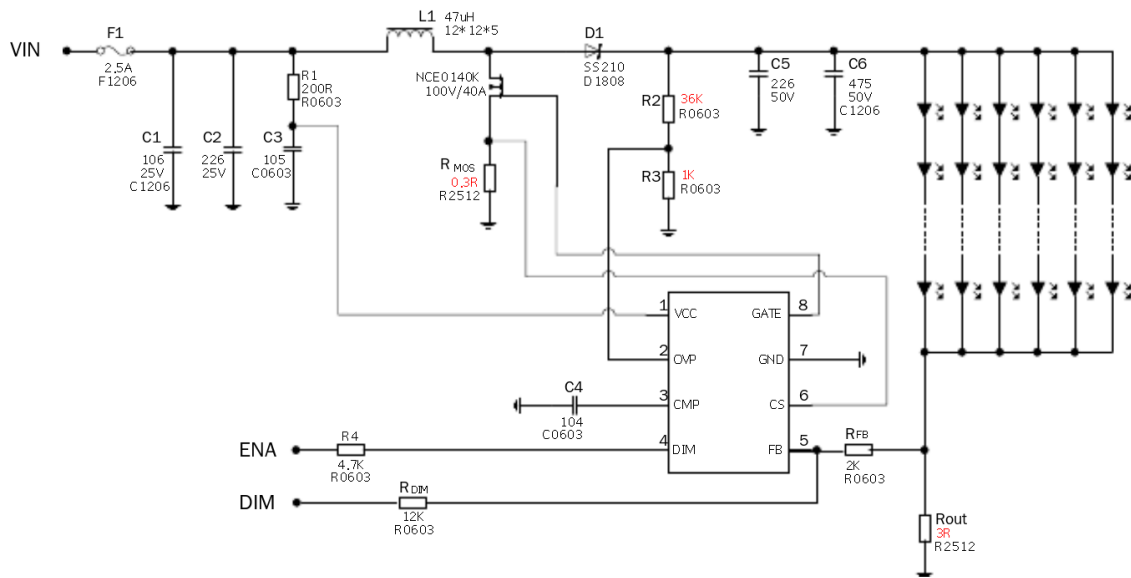 VIN
F1
2.5A
F1206
L1
47uH
12*12*5
D1
SS210
D1808
NCE0140K
100V/40A
R1
200R
R0603
C1
106
25V
C1206
C2
226
25V
C3
105
C0603
R MOS
0.3R
R2512
R2
36K
R0603
R3
1K
R0603
C5
226
50V
C6
475
50V
C1206
1
VCC
GATE
8
2
OVP
GND
7
3
CMP
CS
6
4
DIM
FB
5
C4
104
C0603
ENA
R4
4.7K
R0603
DIM
R DIM
12K
R0603
RFB
2K
R0603
Rout
3R
R2512